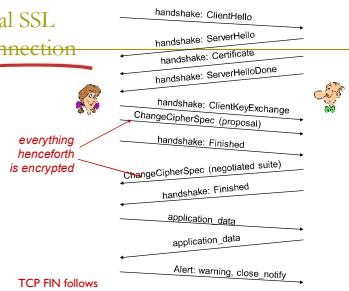 al SSL
nnection
handshake: ClientHello
handshake: ServerHello
handshake: Certificate
handshake: ServerHelloDone
handshake: ClientKeyExchange
ChangeCipherSpec (proposal)
handshake: Finished
everything
henceforth
is encrypted
ChangeCipherSpec (negotiated suite)
handshake: Finished
application_data
application_data
Alert: warning, close_notify
TCP FIN follows